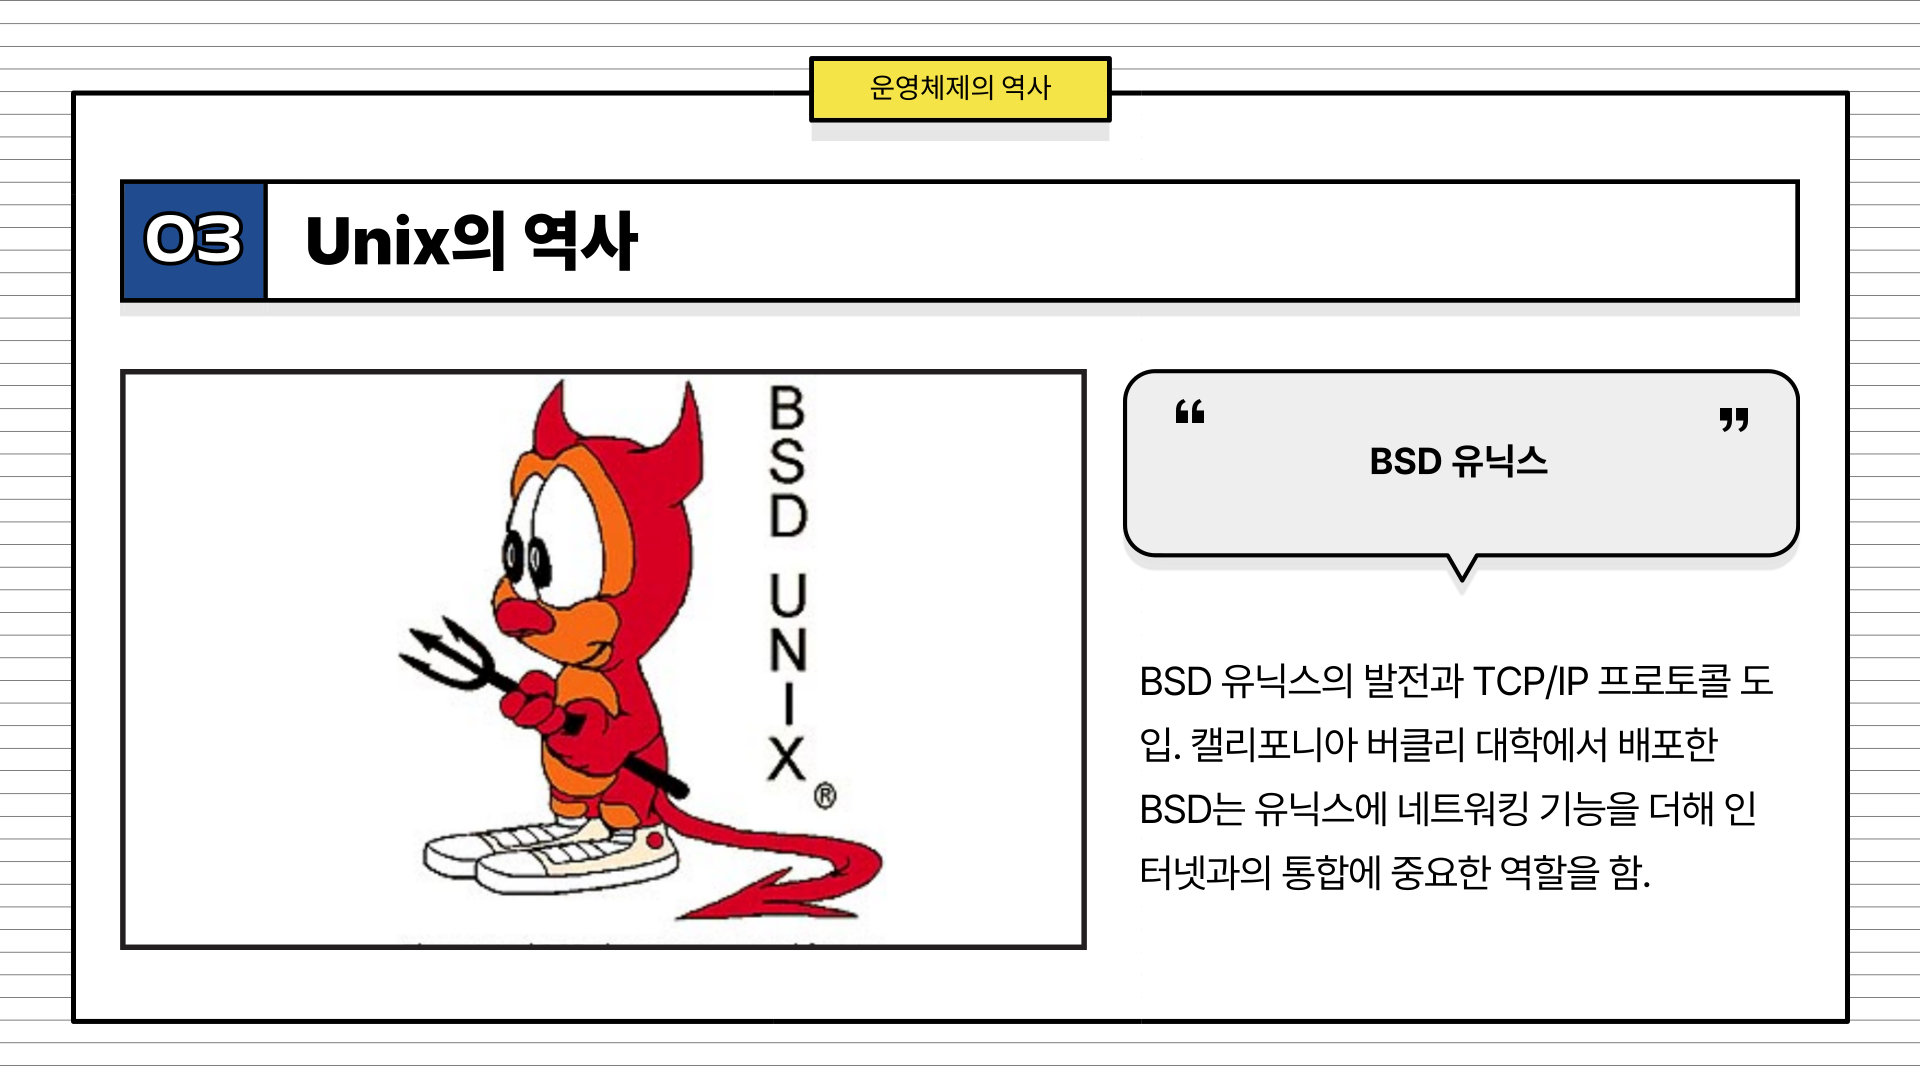 운영체제의 역사
03
Unix의 역사
BSD UNIX
®
“ ”
BSD 유닉스
BSD 유닉스의 발전과 TCP/IP 프로토콜 도
입. 캘리포니아 버클리 대학에서 배포한
BSD는 유닉스에 네트워킹 기능을 더해 인
터넷과의 통합에 중요한 역할을 함.